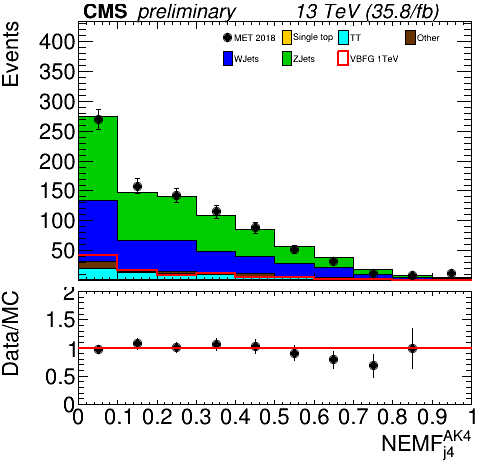 CMS preliminary 13 TeV (35.8/fb)
Events
MET 2018 Single top TT Other
WJets ZJets VBFG 1TeV
400
350
300
250
200
150
100
50
Data/MC
2
1.5
1
0.5
0
0 0.1 0.2 0.3 0.4 0.5 0.6 0.7 0.8 0.9 1
NEMF^{AK4}_{j4}